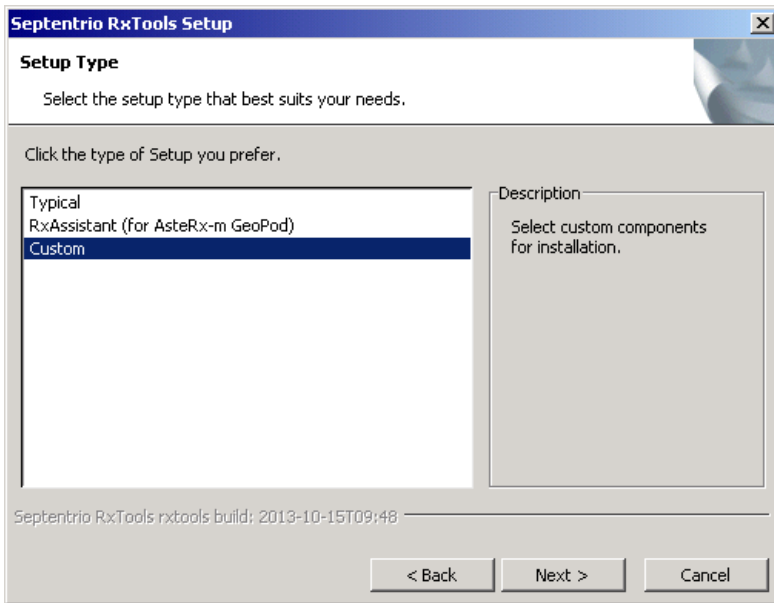 Septentrio RxTools Setup
Setup Type
Select the setup type that best suits your needs.
Click the type of Setup you prefer.
Typical
RxAssistant (for AsteRx-m GeoPod)
Custom
Description
Select custom components
for installation.
Septentrio RxTools rxtools build: 2013-10-15T09:48
< Back
Next >
Cancel